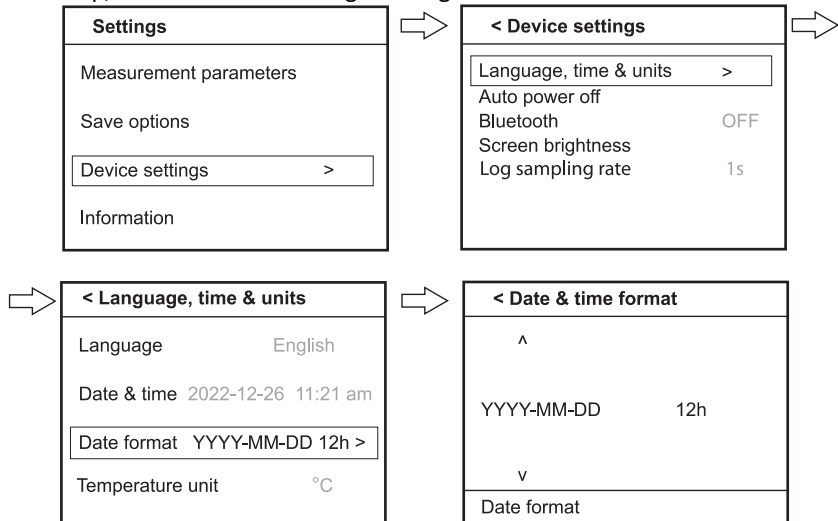 Settings
Measurement parameters
Save options
Device settings >
Information
< Device settings
Language, time & units >
Auto power off
Bluetooth OFF
Screen brightness
Log sampling rate 1s
< Language, time & units
Language English
Date & time 2022-12-26 11:21 am
Date format YYYY-MM-DD 12h >
Temperature unit °C
< Date & time format
^
YYYY-MM-DD 12h
v
Date format